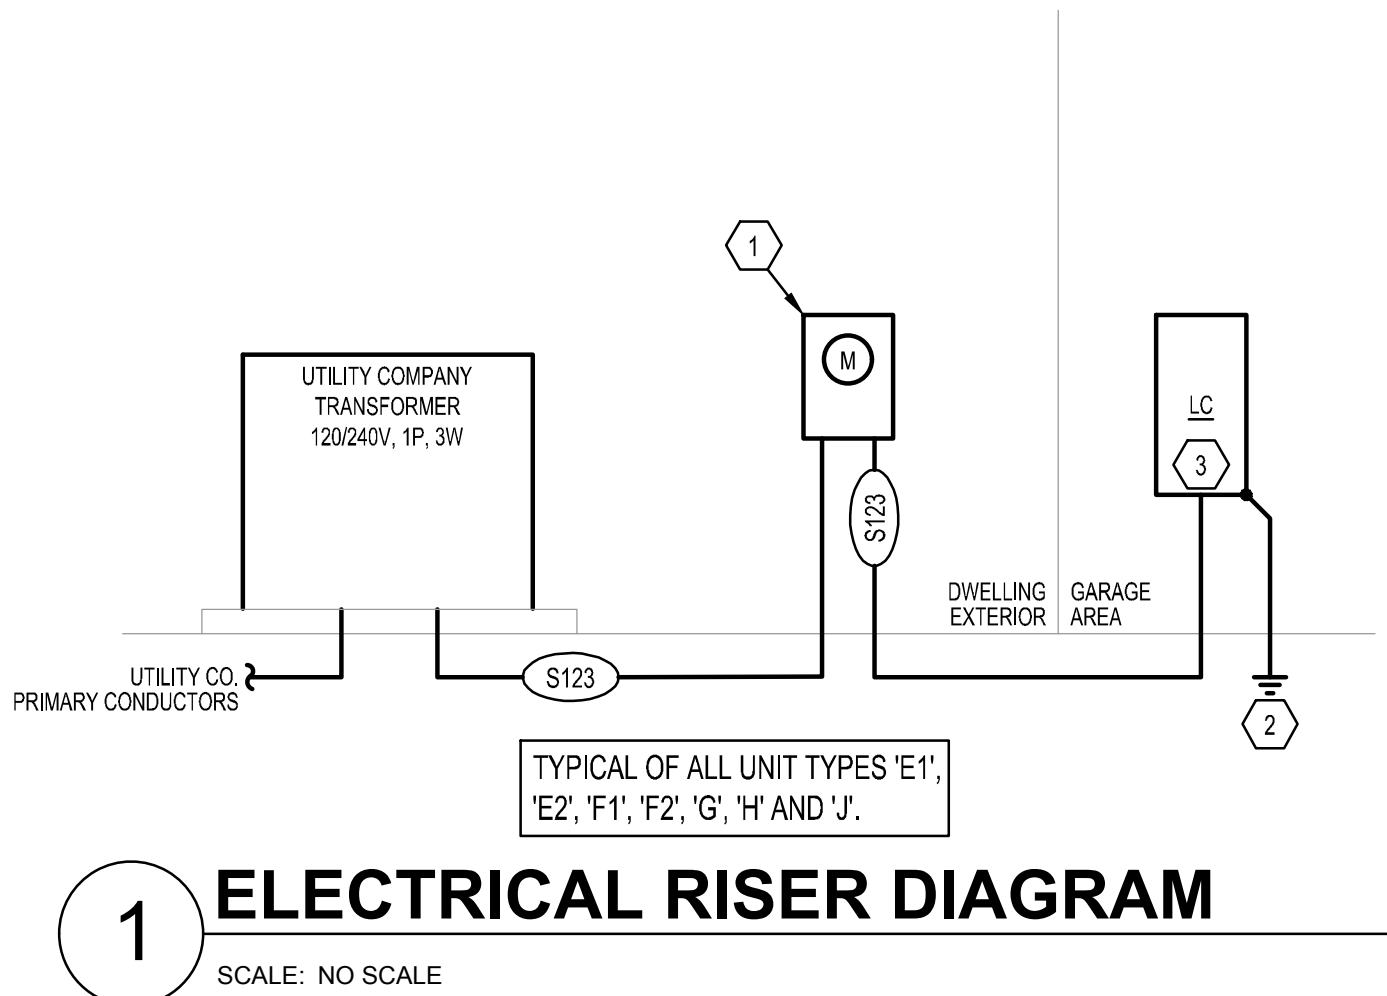 1
UTILITY COMPANY
TRANSFORMER
120/240V, 1P, 3W
M
LC
3
S123
DWELLING
EXTERIOR
GARAGE
AREA
UTILITY CO.
PRIMARY CONDUCTORS
S123
2
TYPICAL OF ALL UNIT TYPES 'E1',
'E2', 'F1', 'F2', 'G', 'H' AND 'J'.
1
ELECTRICAL RISER DIAGRAM
SCALE: NO SCALE